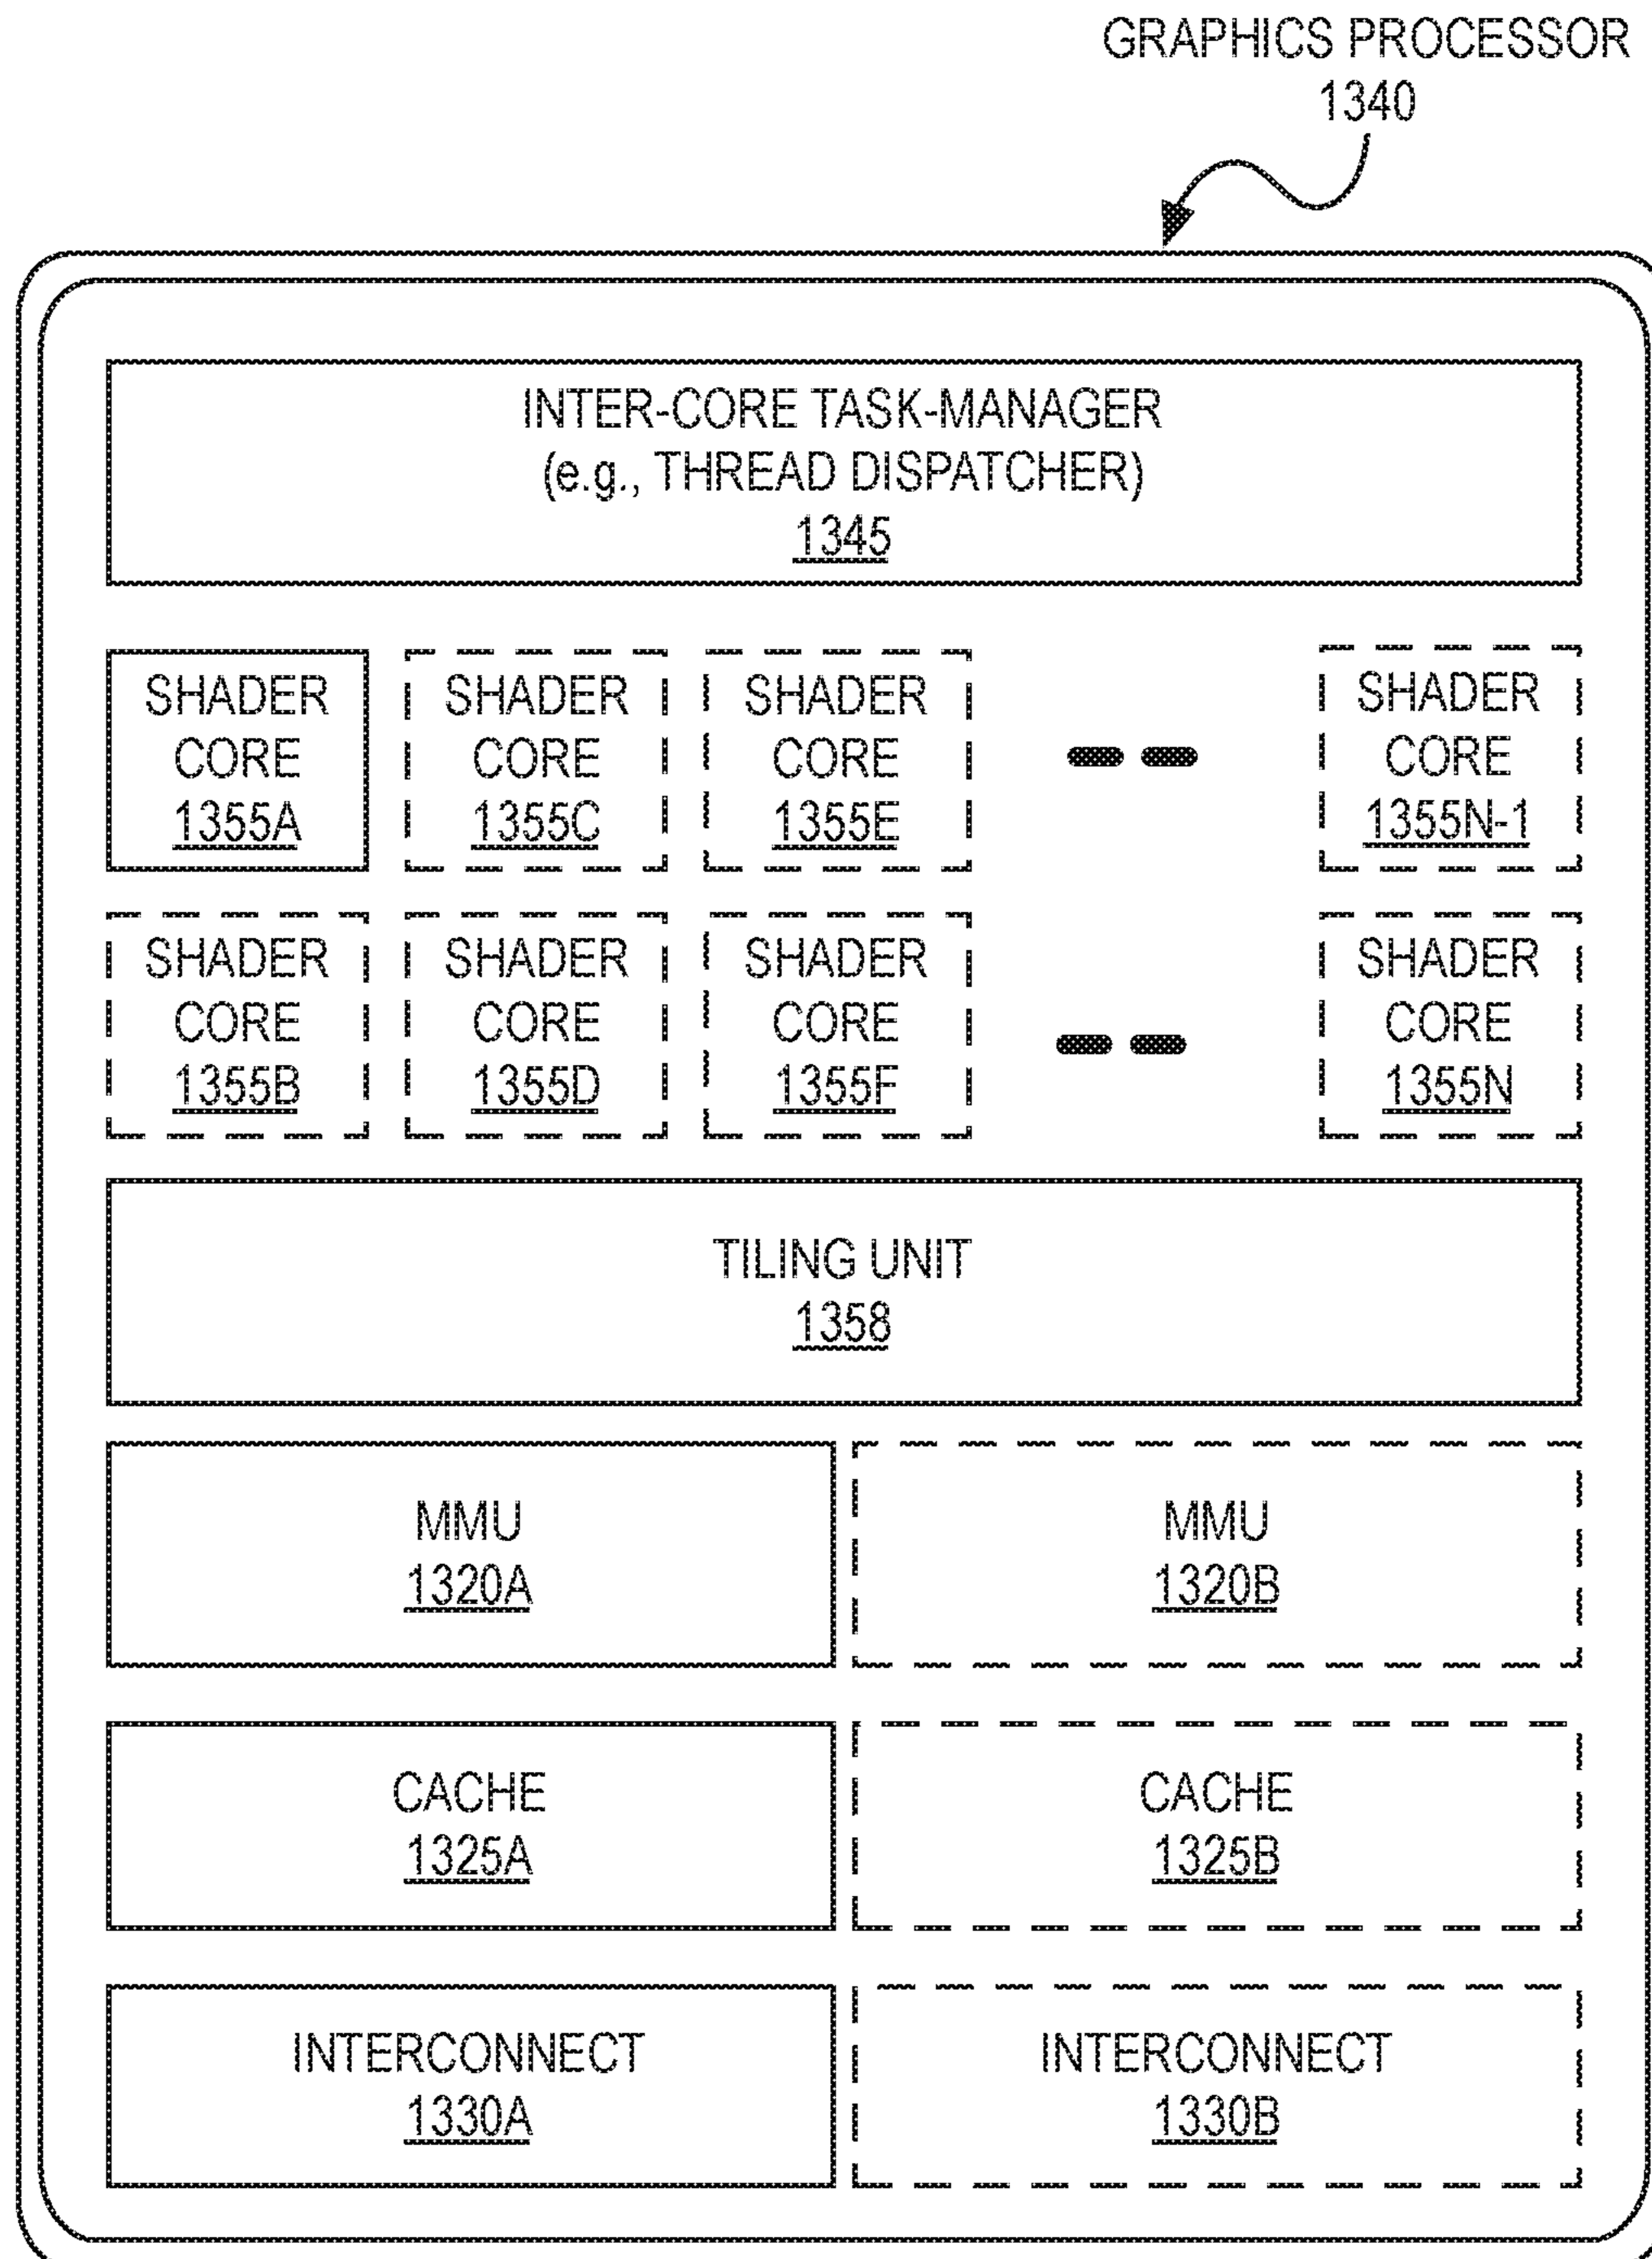 GRAPHICS PROCESSOR
1340
INTER-CORE TASK-MANAGER
(e.g., THREAD DISPATCHER)
1345
SHADER
CORE
1355A
SHADER
CORE
1355C
SHADER
CORE
1355E
SHADER
CORE
1355N-1
SHADER
CORE
1355B
SHADER
CORE
1355D
SHADER
CORE
1355F
SHADER
CORE
1355N
TILING UNIT
1358
MMU
1320A
MMU
1320B
CACHE
1325A
CACHE
1325B
INTERCONNECT
1330A
INTERCONNECT
1330B